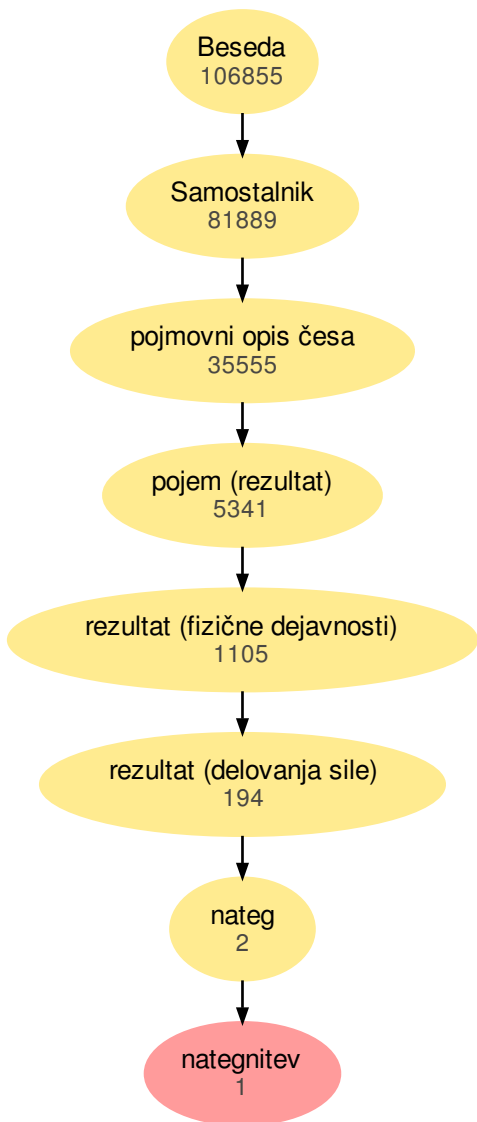 Beseda
106855
Samostalnik
81889
pojmovni opis česa
35555
pojem (rezultat)
5341
rezultat (fizične dejavnosti)
1105
rezultat (delovanja sile)
194
nateg
2
nategnitev
1